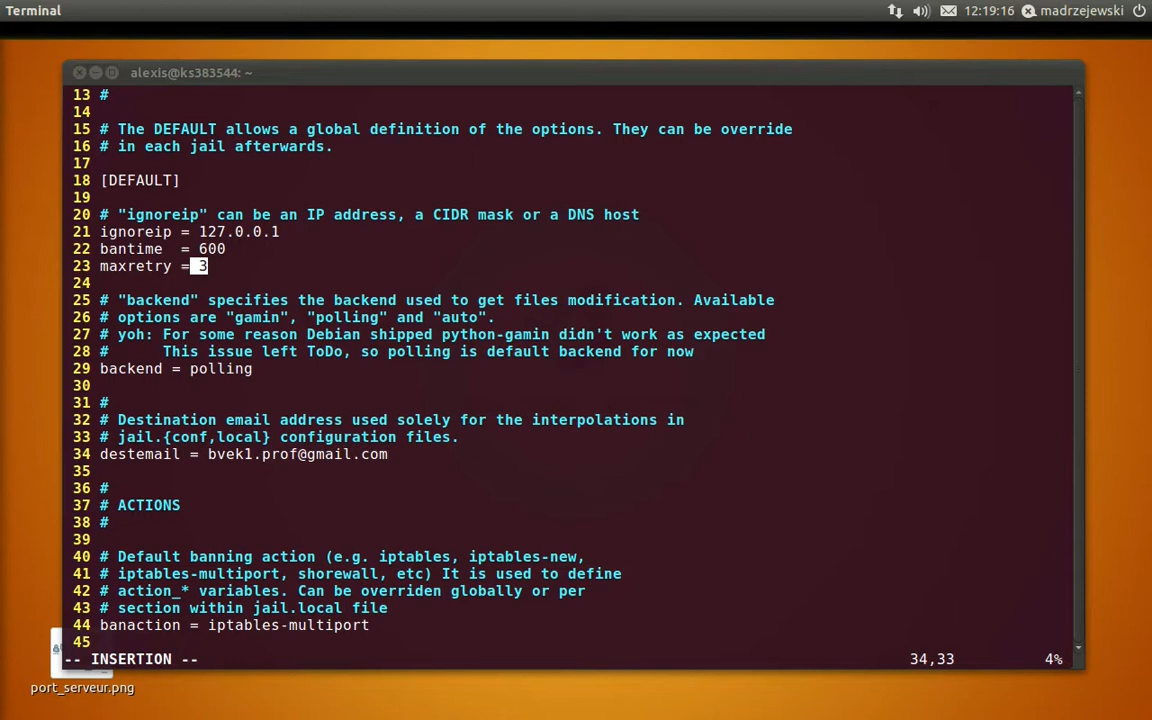 Terminal
12:19:16 madrzejewski
alexis@ks383544: ~
13 #
14
15 # The DEFAULT allows a global definition of the options. They can be override
16 # in each jail afterwards.
17
18 [DEFAULT]
19
20 # "ignoreip" can be an IP address, a CIDR mask or a DNS host
21 ignoreip = 127.0.0.1
22 bantime  = 600
23 maxretry = 3
24
25 # "backend" specifies the backend used to get files modification. Available
26 # options are "gamin", "polling" and "auto".
27 # yoh: For some reason Debian shipped python-gamin didn't work as expected
28 #      This issue left ToDo, so polling is default backend for now
29 backend = polling
30
31 #
32 # Destination email address used solely for the interpolations in
33 # jail.{conf,local} configuration files.
34 destemail = bvek1.prof@gmail.com
35
36 #
37 # ACTIONS
38 #
39
40 # Default banning action (e.g. iptables, iptables-new,
41 # iptables-multiport, shorewall, etc) It is used to define
42 # action_* variables. Can be overriden globally or per
43 # section within jail.local file
44 banaction = iptables-multiport
45
-- INSERTION -- 34,33 4%
port_serveur.png